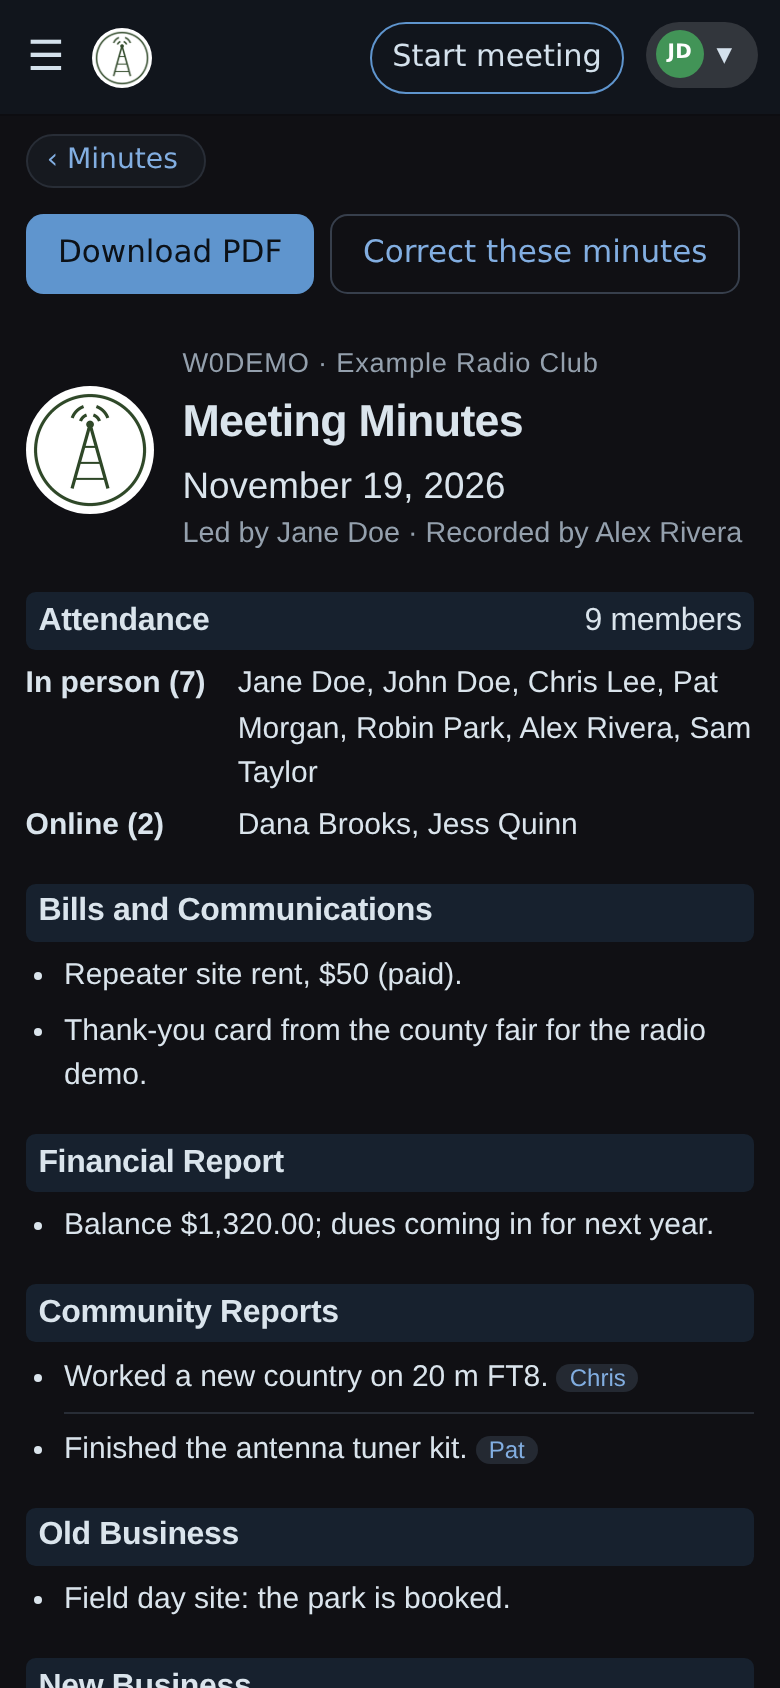 ☰ Start meeting JD ▼
‹ Minutes
Download PDF Correct these minutes
W0DEMO · Example Radio Club
Meeting Minutes
November 19, 2026
Led by Jane Doe · Recorded by Alex Rivera
Attendance 9 members
In person (7) Jane Doe, John Doe, Chris Lee, Pat
Morgan, Robin Park, Alex Rivera, Sam
Taylor
Online (2) Dana Brooks, Jess Quinn
Bills and Communications
• Repeater site rent, $50 (paid).
• Thank-you card from the county fair for the radio
demo.
Financial Report
• Balance $1,320.00; dues coming in for next year.
Community Reports
• Worked a new country on 20 m FT8. Chris
• Finished the antenna tuner kit. Pat
Old Business
• Field day site: the park is booked.
New Business